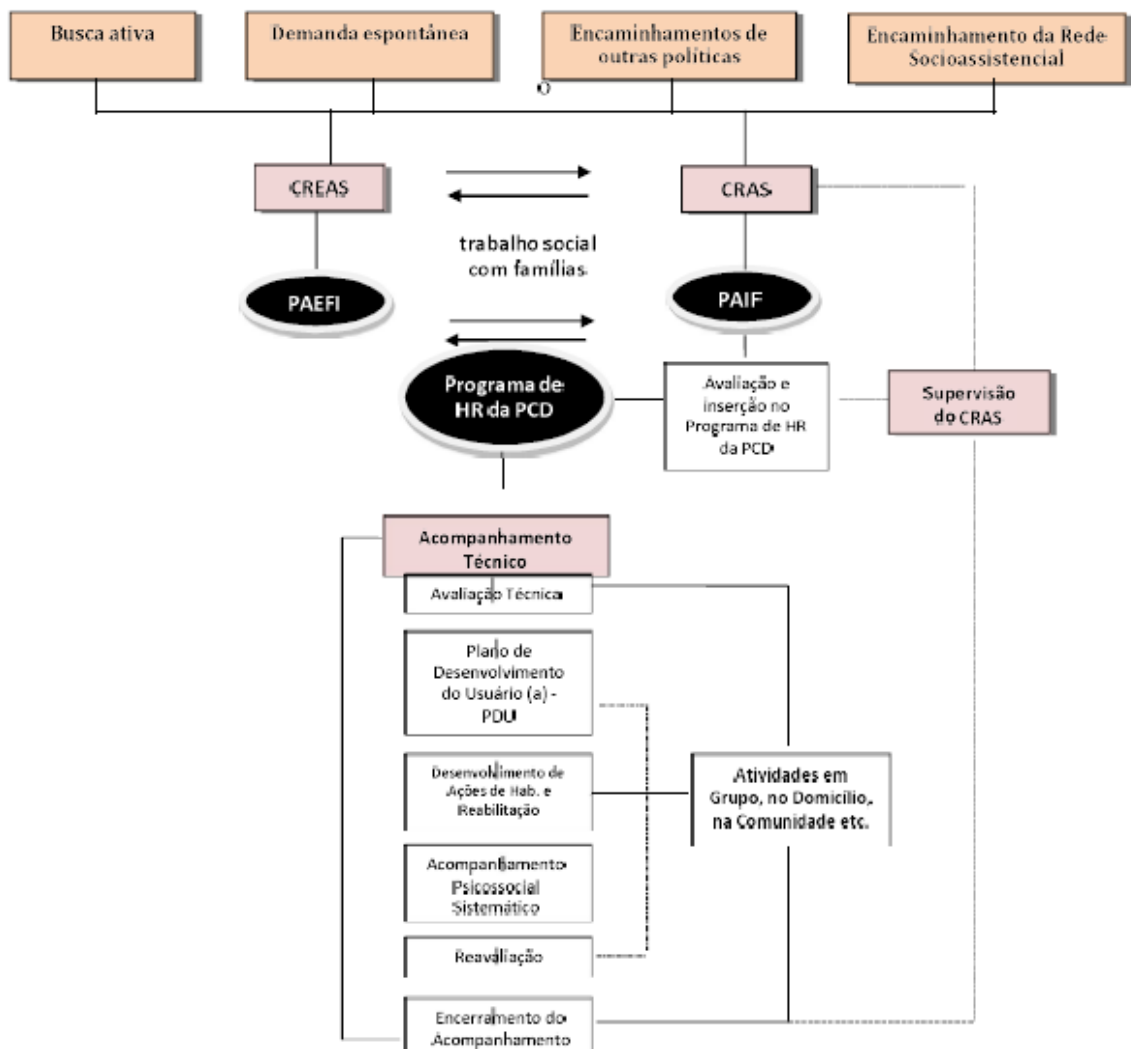 Busca ativa
Demanda espontânea
Encaminhamentos de
outras políticas
Encaminhamento da Rede
Socioassistencial
CREAS
CRAS
trabalho social
com famílias
PAEFI
PAIF
Programa de
HR da PCD
Avaliação e
inserção no
Programa de HR
da PCD
Supervisão
do CRAS
Acompanhamento
Técnico
Avaliação Técnica
Plano de
Desenvolvimento
do Usuário (a) -
PDU
Desenvolvimento de
Ações de Hab. e
Reabilitação
Atividades em
Grupo, no Domicílio,
na Comunidade etc.
Acompanhamento
Psicossocial
Sistemático
Reavaliação
Encerramento do
Acompanhamento